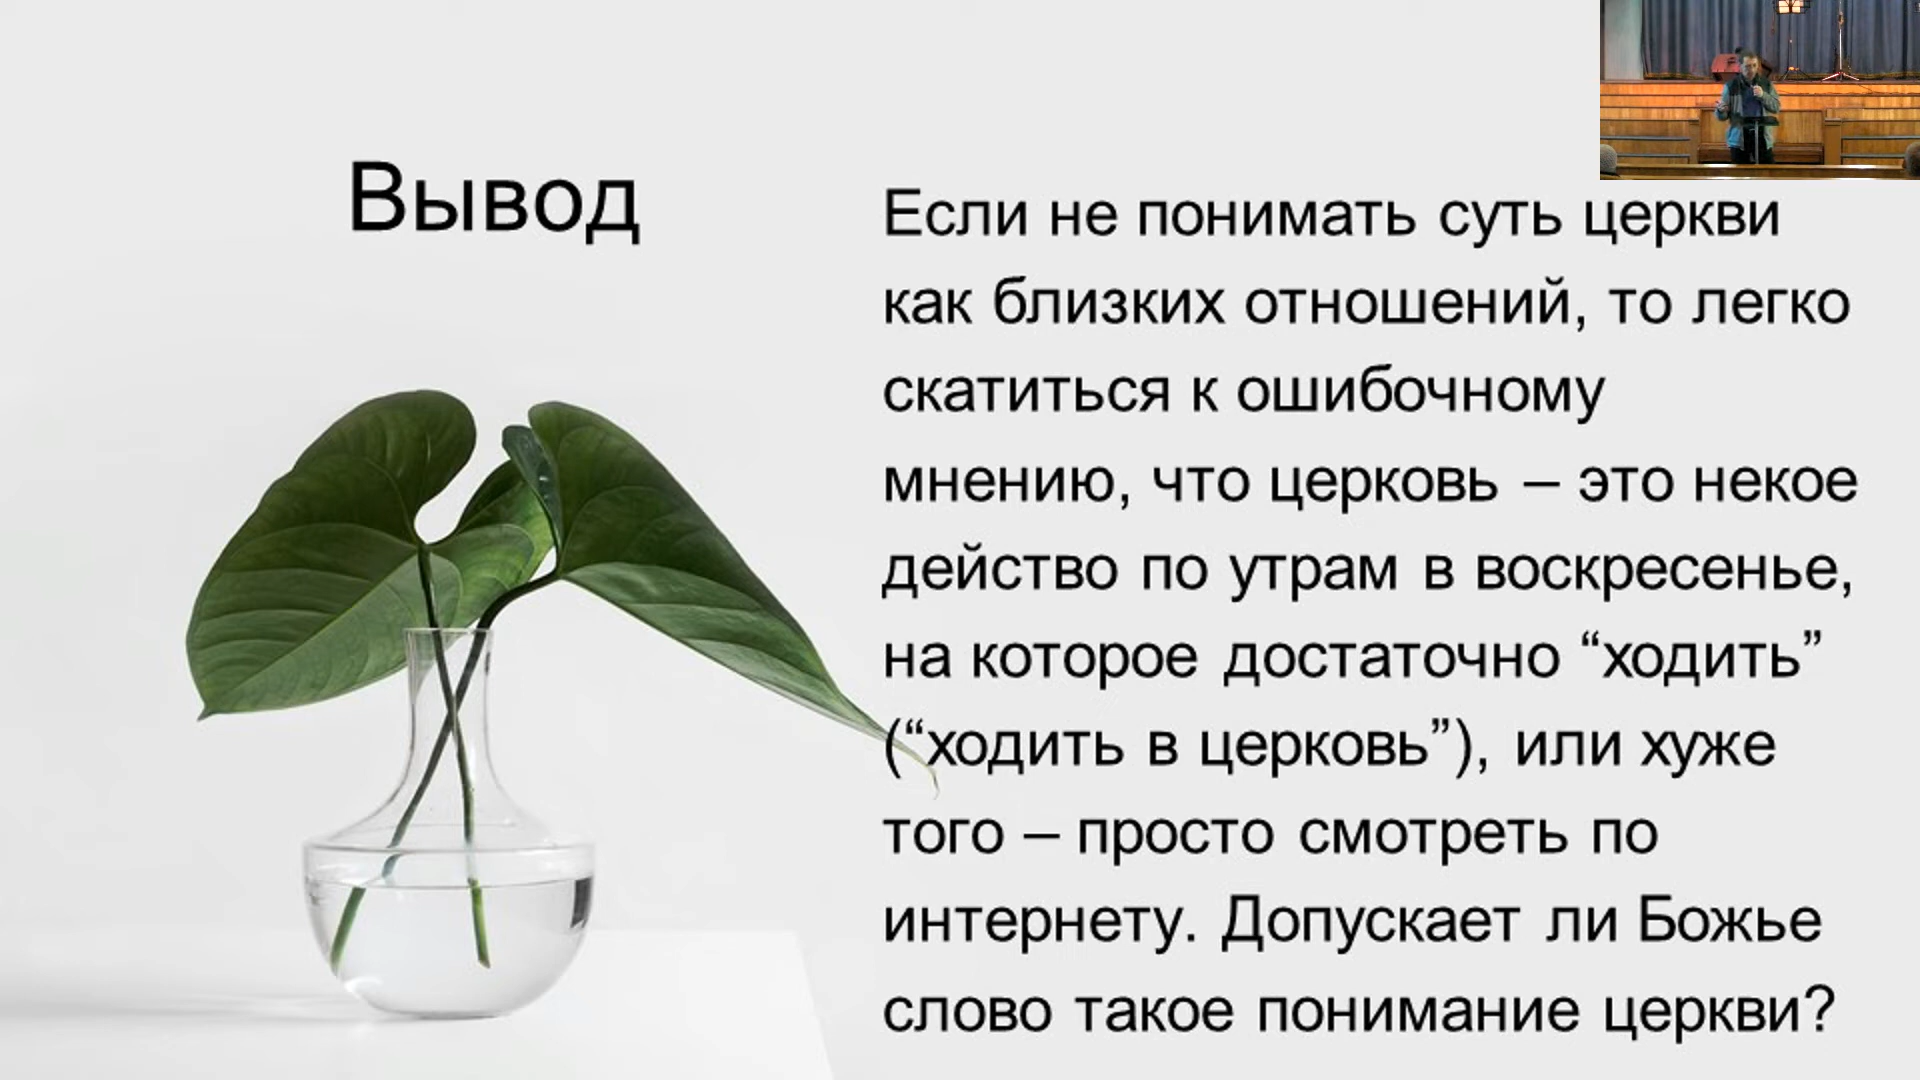 Вывод
Если не понимать суть церкви
как близких отношений, то легко
скатиться к ошибочному
мнению, что церковь – это некое
действо по утрам в воскресенье,
на которое достаточно “ходить”
(“ходить в церковь”), или хуже
того – просто смотреть по
интернету. Допускает ли Божье
слово такое понимание церкви?